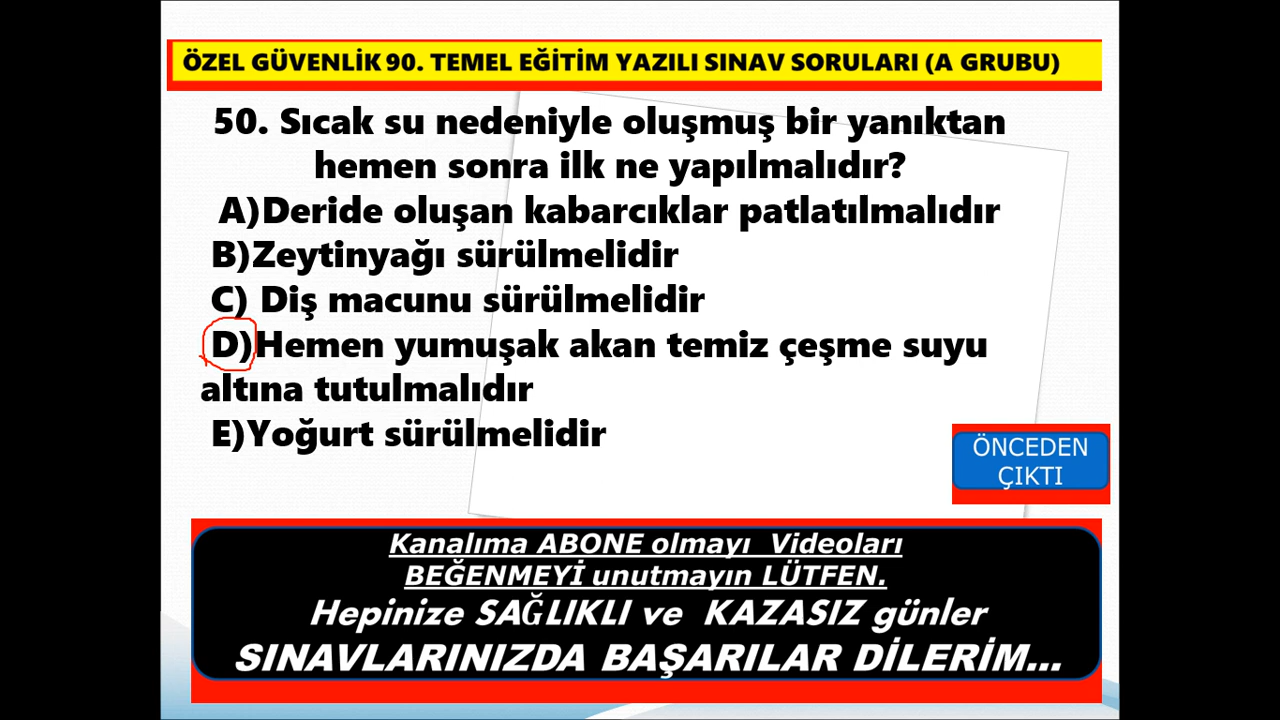 ÖZEL GÜVENLİK 90. TEMEL EĞİTİM YAZILI SINAV SORULARI (A GRUBU)
50. Sıcak su nedeniyle oluşmuş bir yanıktan
hemen sonra ilk ne yapılmalıdır?
A)Deride oluşan kabarcıklar patlatılmalıdır
B)Zeytinyağı sürülmelidir
C) Diş macunu sürülmelidir
D)Hemen yumuşak akan temiz çeşme suyu
altına tutulmalıdır
E)Yoğurt sürülmelidir
ÖNCEDEN
ÇIKTI
Kanalıma ABONE olmayı Videoları
BEĞENMEYİ unutmayın LÜTFEN.
Hepinize SAĞLIKLI ve KAZASIZ günler
SINAVLARINIZDA BAŞARILAR DİLERİM...